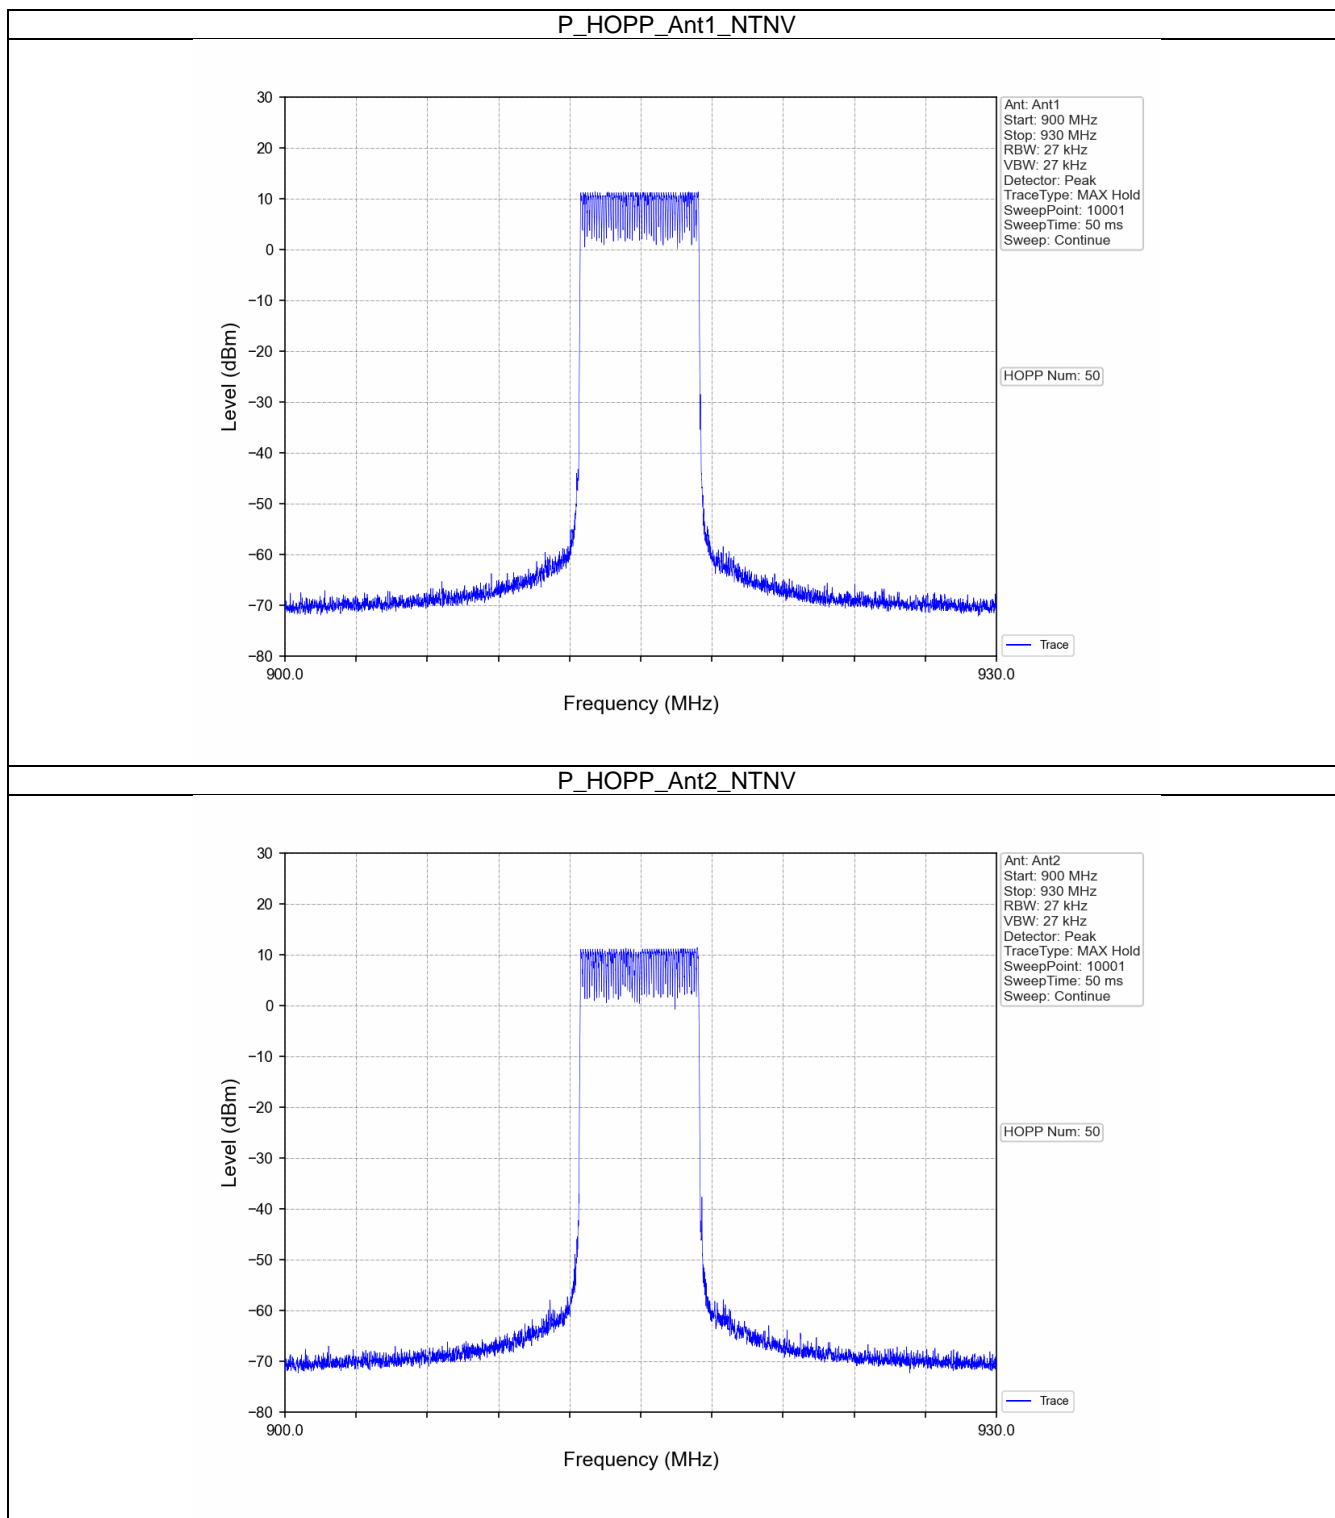 P_HOPP_Ant1_NTNV
30
20
10
0
−10
−20
−30
−40
−50
−60
−70
−80
Level (dBm)
900.0
930.0
Frequency (MHz)
Ant: Ant1
Start: 900 MHz
Stop: 930 MHz
RBW: 27 kHz
VBW: 27 kHz
Detector: Peak
TraceType: MAX Hold
SweepPoint: 10001
SweepTime: 50 ms
Sweep: Continue
HOPP Num: 50
Trace
P_HOPP_Ant2_NTNV
30
20
10
0
−10
−20
−30
−40
−50
−60
−70
−80
Level (dBm)
900.0
930.0
Frequency (MHz)
Ant: Ant2
Start: 900 MHz
Stop: 930 MHz
RBW: 27 kHz
VBW: 27 kHz
Detector: Peak
TraceType: MAX Hold
SweepPoint: 10001
SweepTime: 50 ms
Sweep: Continue
HOPP Num: 50
Trace